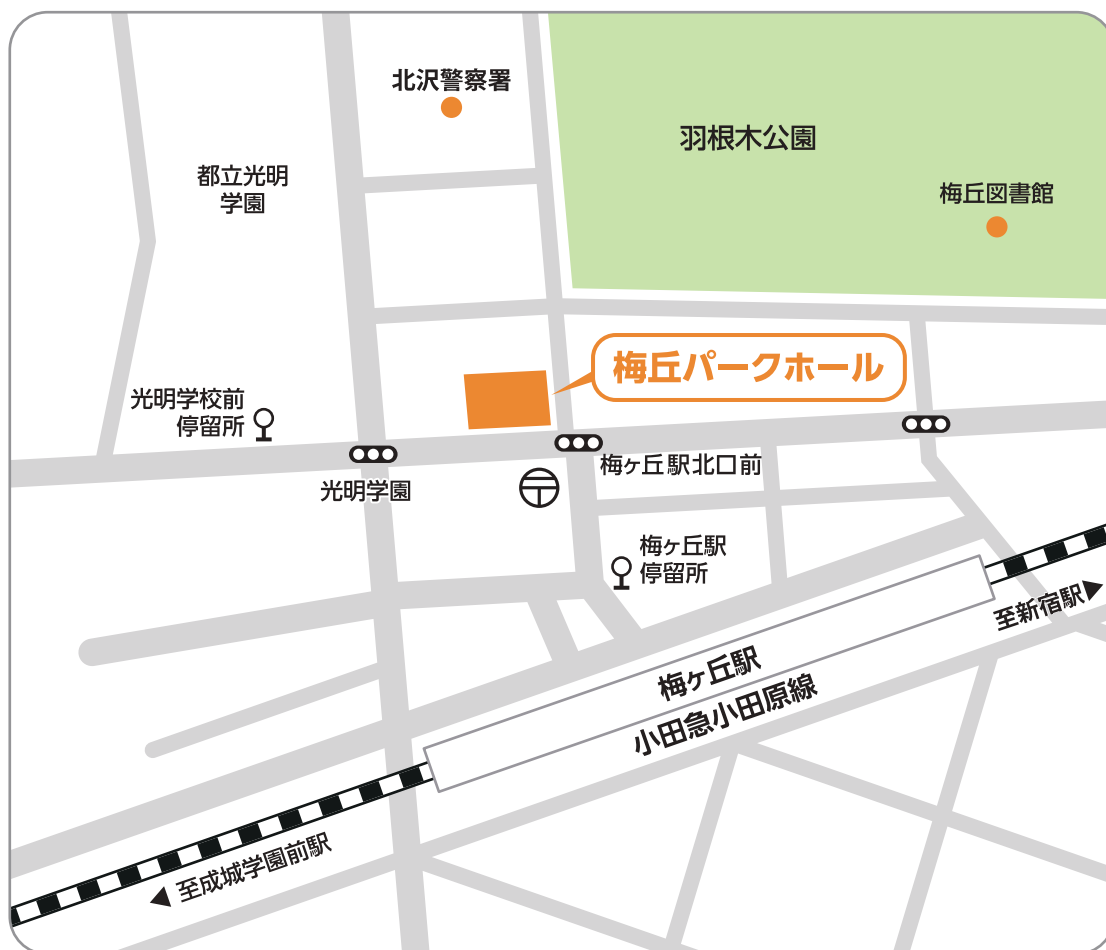 北沢警察署
羽根木公園
都立光明
学園
梅丘図書館
梅丘パークホール
光明学校前
停留所
梅ヶ丘駅北口前
光明学園
梅ヶ丘駅
停留所
至新宿駅▶
梅ヶ丘駅
小田急小田原線
◀至成城学園前駅